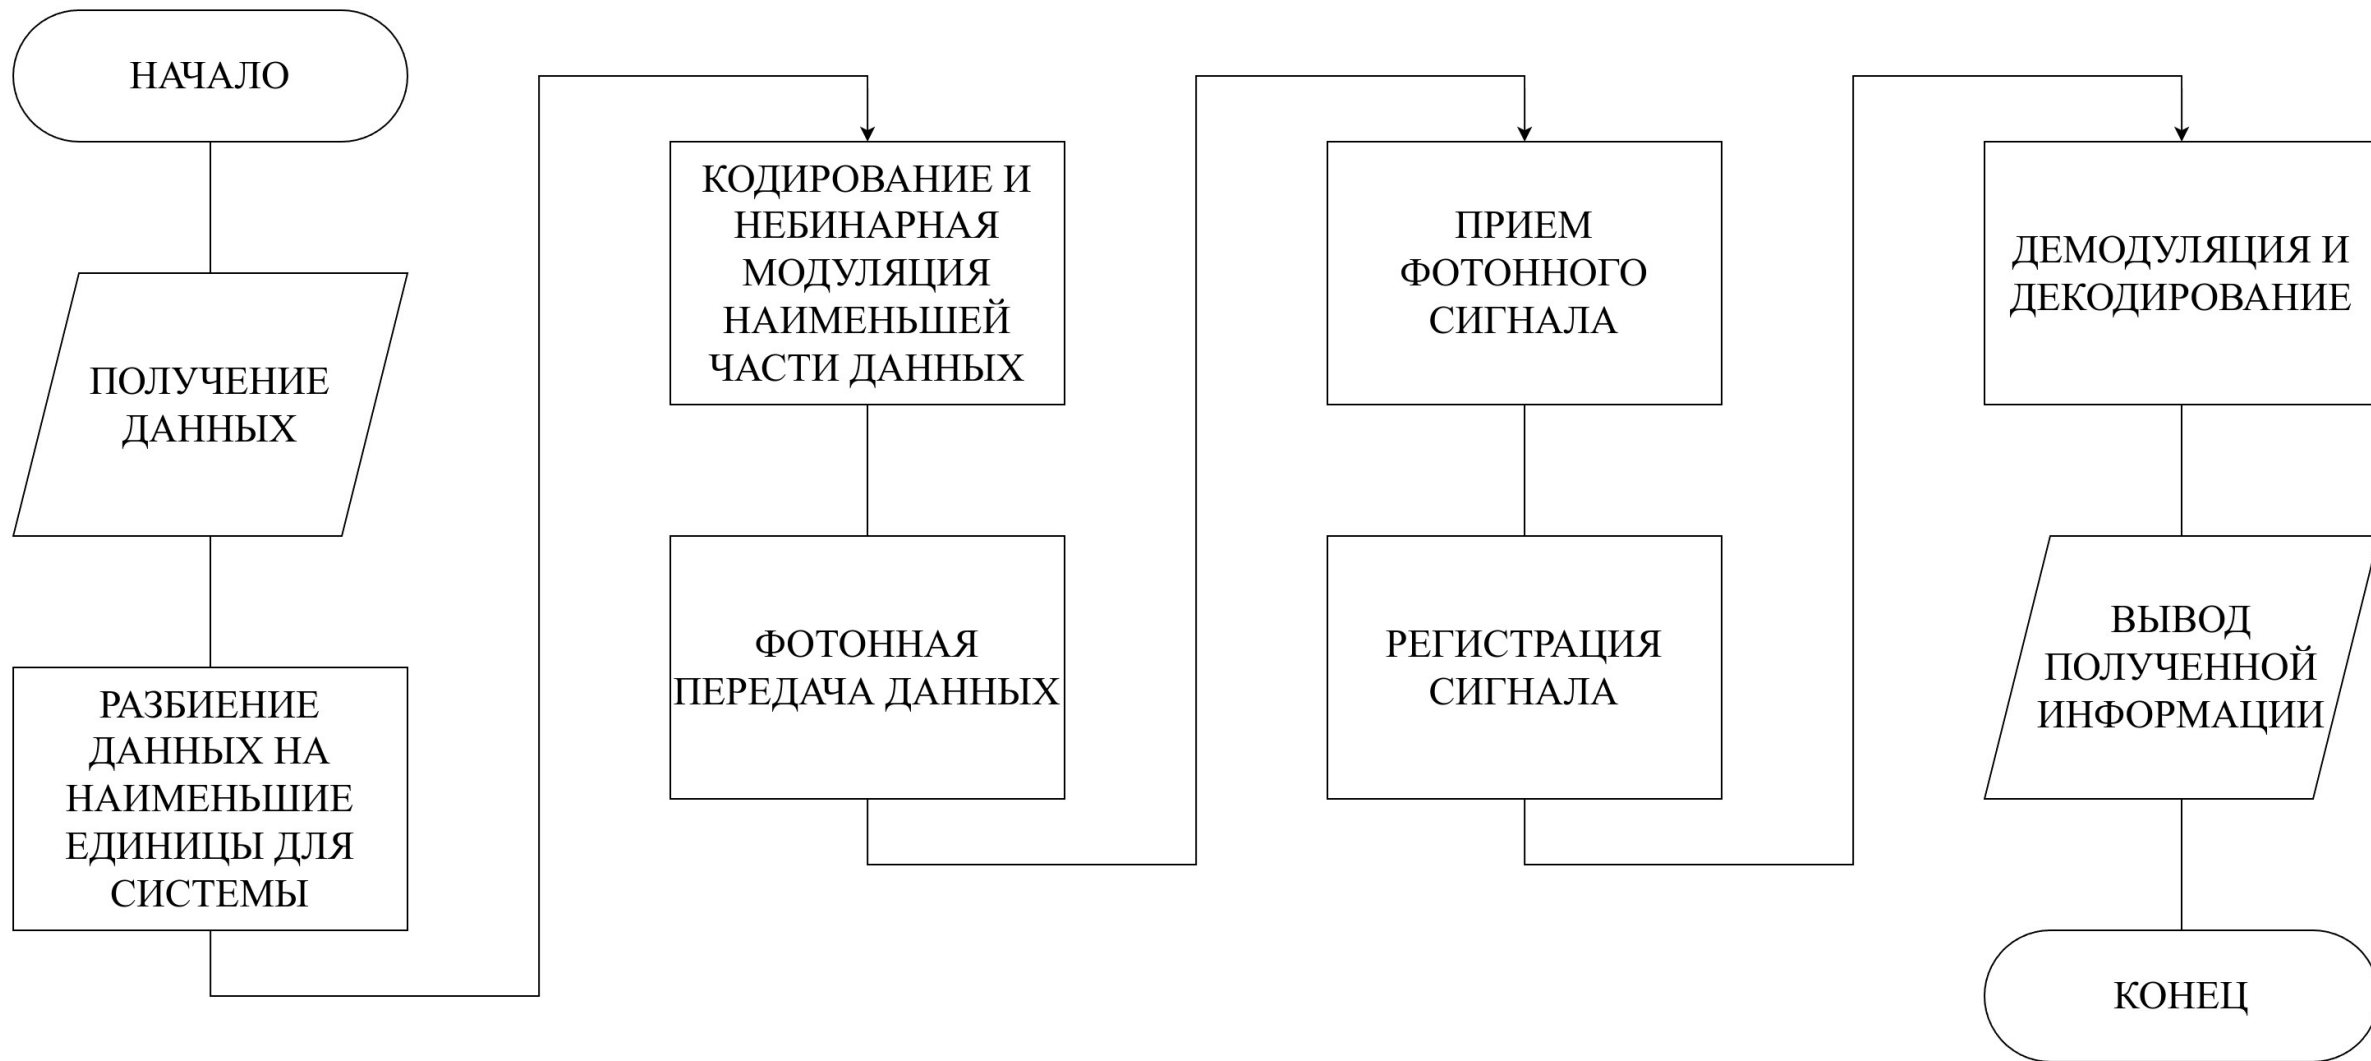 НАЧАЛО
ПОЛУЧЕНИЕ
ДАННЫХ
РАЗБИЕНИЕ
ДАННЫХ НА
НАИМЕНЬШИЕ
ЕДИНИЦЫ ДЛЯ
СИСТЕМЫ
КОДИРОВАНИЕ И
НЕБИНАРНАЯ
МОДУЛЯЦИЯ
НАИМЕНЬШЕЙ
ЧАСТИ ДАННЫХ
ФОТОННАЯ
ПЕРЕДАЧА ДАННЫХ
ПРИЕМ
ФОТОННОГО
СИГНАЛА
РЕГИСТРАЦИЯ
СИГНАЛА
ДЕМОДУЛЯЦИЯ И
ДЕКОДИРОВАНИЕ
ВЫВОД
ПОЛУЧЕННОЙ
ИНФОРМАЦИИ
КОНЕЦ